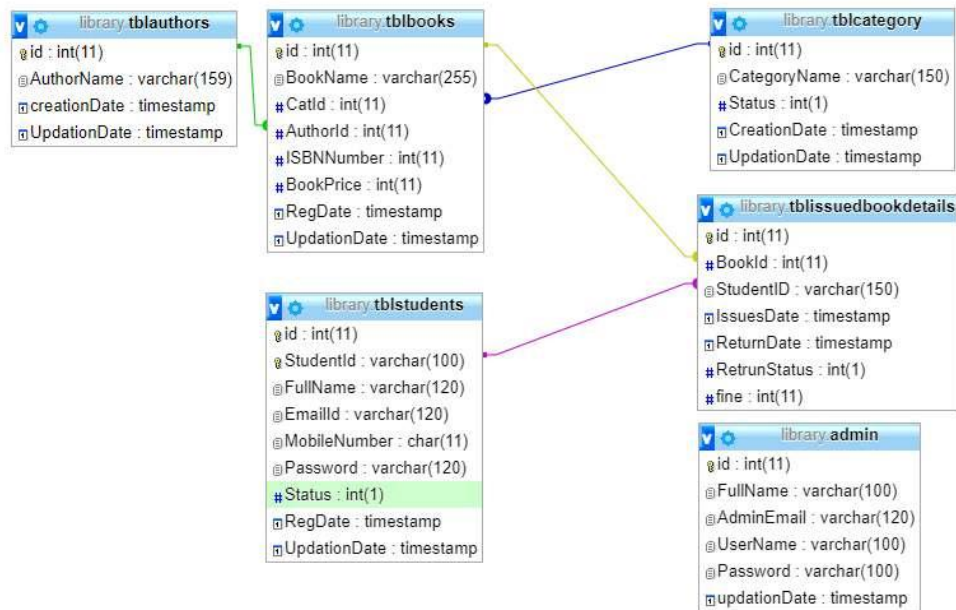 library.tblauthors
id : int(11)
AuthorName : varchar(159)
creationDate : timestamp
UpdationDate : timestamp
library.tblbooks
id : int(11)
BookName : varchar(255)
CatId : int(11)
AuthorId : int(11)
ISBNNumber : int(11)
BookPrice : int(11)
RegDate : timestamp
UpdationDate : timestamp
library.tblcategory
id : int(11)
CategoryName : varchar(150)
Status : int(1)
CreationDate : timestamp
UpdationDate : timestamp
library.tblissuedbookdetails
id : int(11)
BookId : int(11)
StudentID : varchar(150)
IssuesDate : timestamp
ReturnDate : timestamp
RetrunStatus : int(1)
fine : int(11)
library.tblstudents
id : int(11)
StudentId : varchar(100)
FullName : varchar(120)
EmailId : varchar(120)
MobileNumber : char(11)
Password : varchar(120)
Status : int(1)
RegDate : timestamp
UpdationDate : timestamp
library.admin
id : int(11)
FullName : varchar(100)
AdminEmail : varchar(120)
UserName : varchar(100)
Password : varchar(100)
updationDate : timestamp